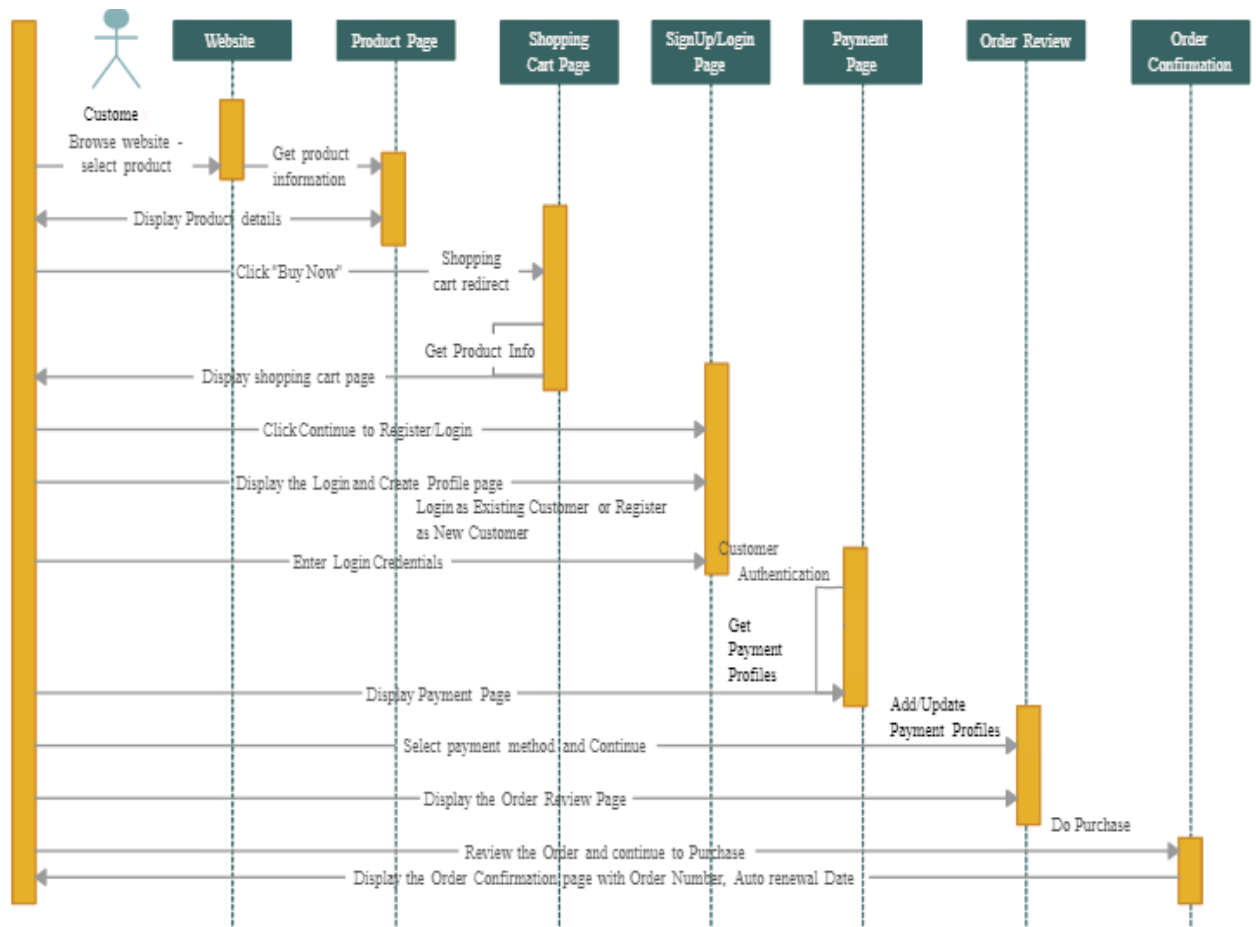 Website
Product Page
Shopping
Cart Page
SignUp/Login
Page
Payment
Page
Order Review
Order
Confirmation
Custome
Browse website -
select product
Get product
information
Display Product details
Click "Buy Now"
Shopping
cart redirect
Get Product Info
Display shopping cart page
Click Continue to Register/Login
Display the Login and Create Profile page
Login as Existing Customer or Register
as New Customer
Enter Login Credentials
Customer
Authentication
Get
Payment
Profiles
Display Payment Page
Add/Update
Payment Profiles
Select payment method and Continue
Display the Order Review Page
Do Purchase
Review the Order and continue to Purchase
Display the Order Confirmation page with Order Number, Auto renewal Date